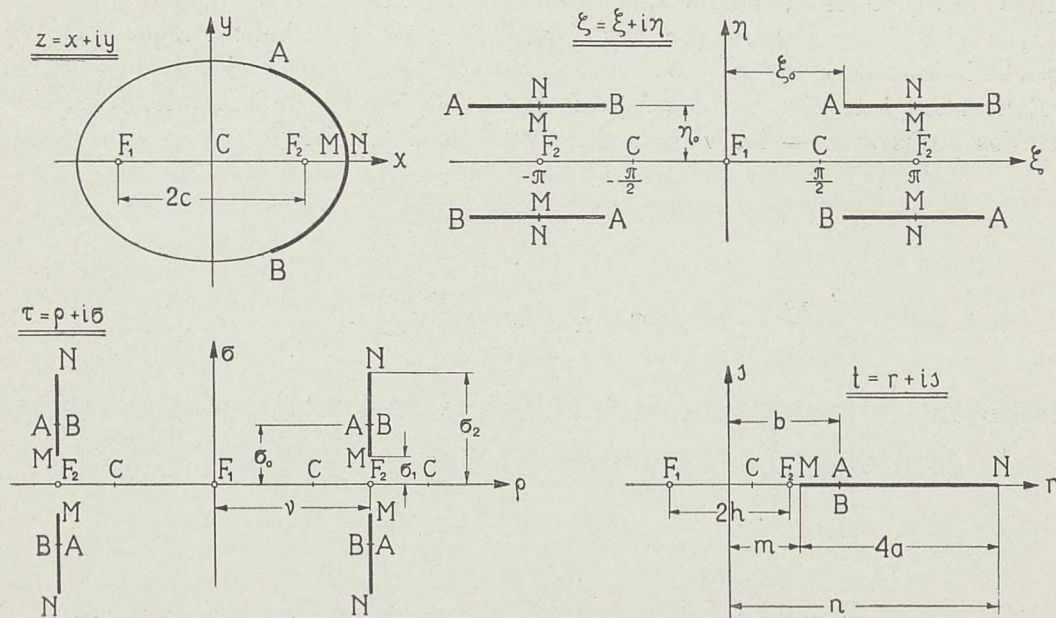 z = x+iy
y
A
F₁ C F₂ M N x
2c
B
ξ = ξ+iη
η
ξ₀
A N B A N B
M η₀ M
F₂ C F₁ C F₂ ξ
-π -π/2 π/2 π
B M A B M A
N N
τ = ρ+iσ
σ
N N
A B A B σ₂
M σ₀ M σ₁
F₂ C F₁ C F₂ C ρ
ν
M M
B A B A
N N
t = r+is
s
b
F₁ C F₂ M A N r
B
2h
m 4a
n